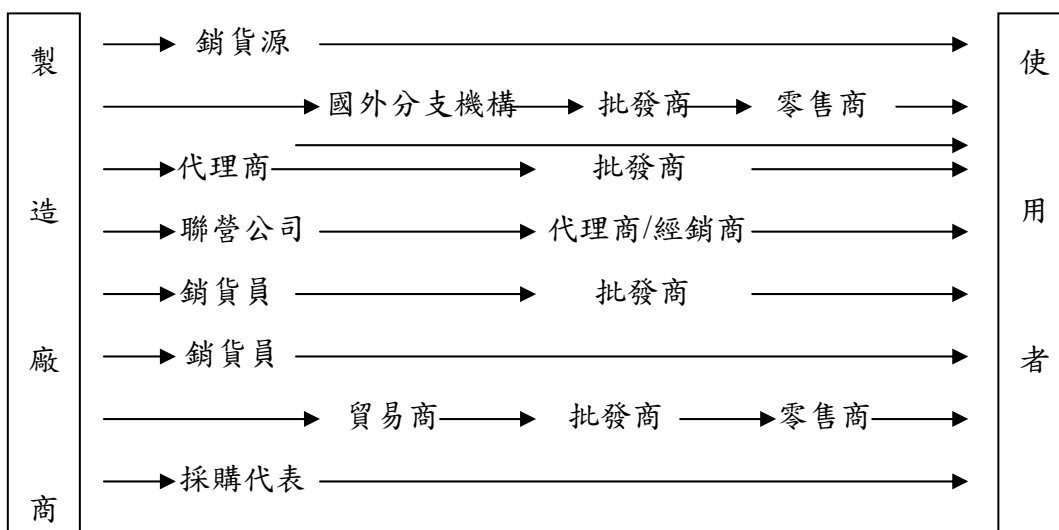 製造廠商
銷貨源
國外分支機構 批發商 零售商
代理商 批發商
聯營公司 代理商/經銷商
銷貨員 批發商
銷貨員
貿易商 批發商 零售商
採購代表
使用者